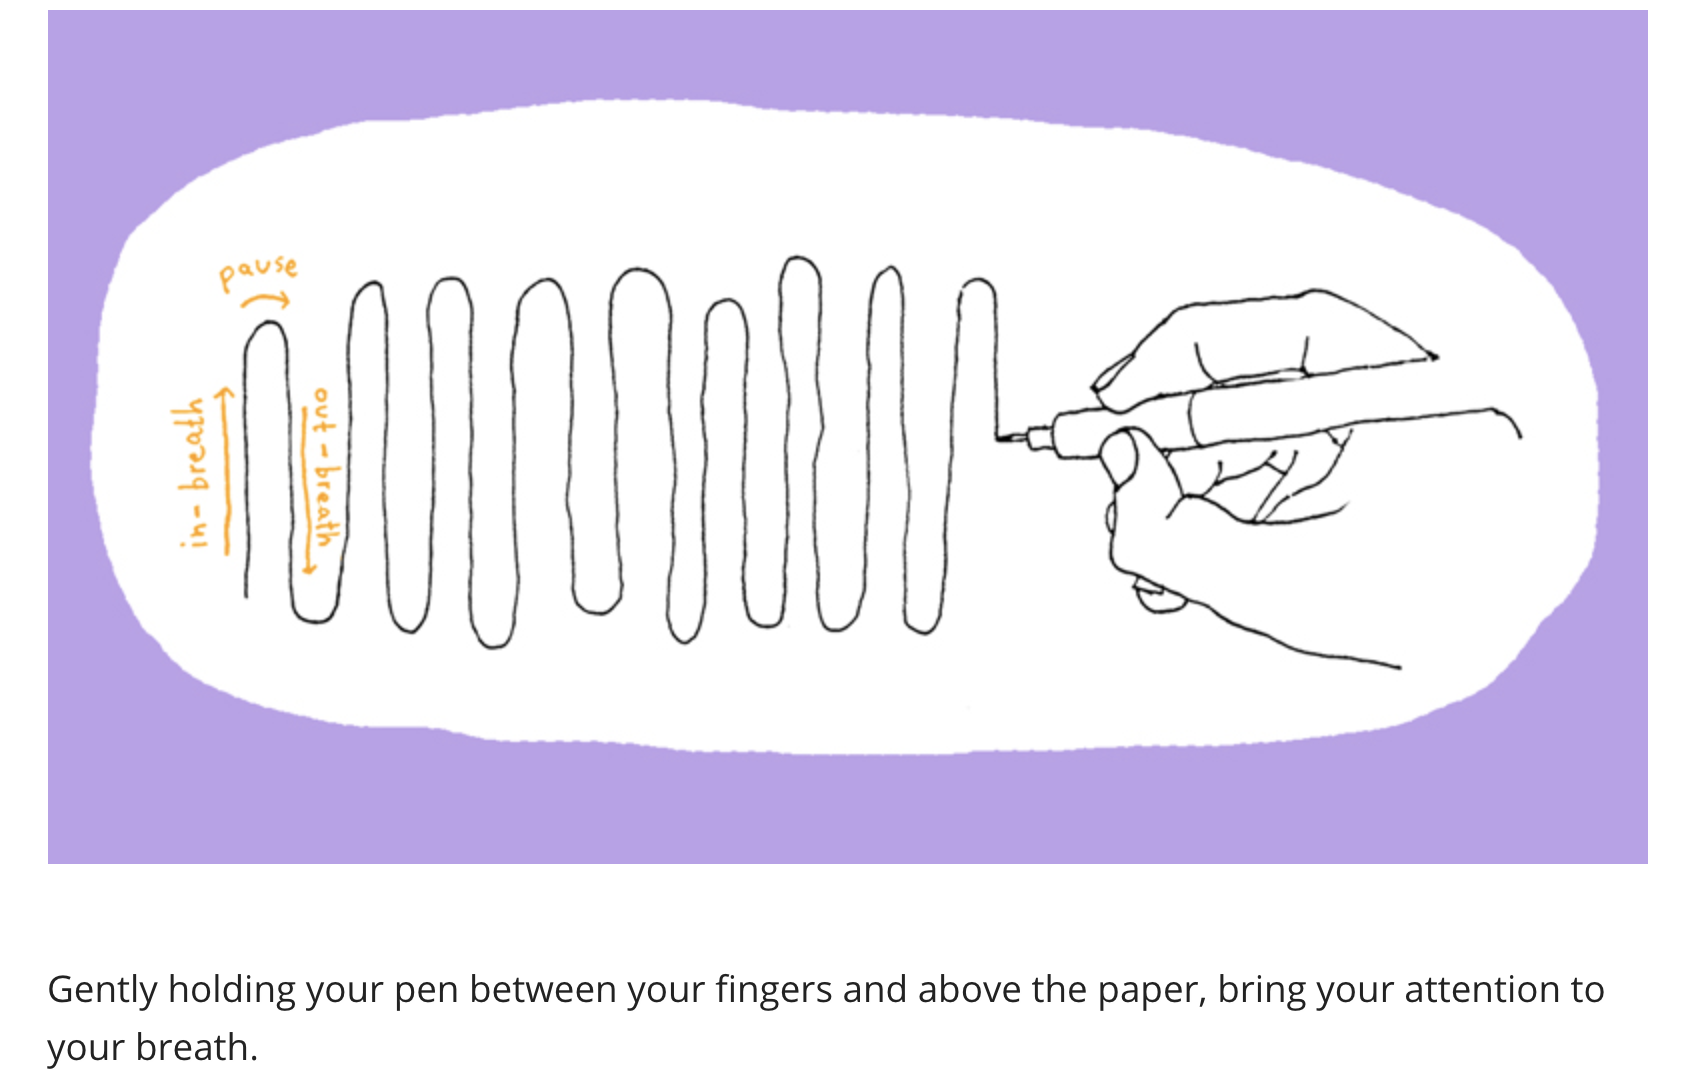 pause
in-breath
out-breath
Gently holding your pen between your fingers and above the paper, bring your attention to
your breath.